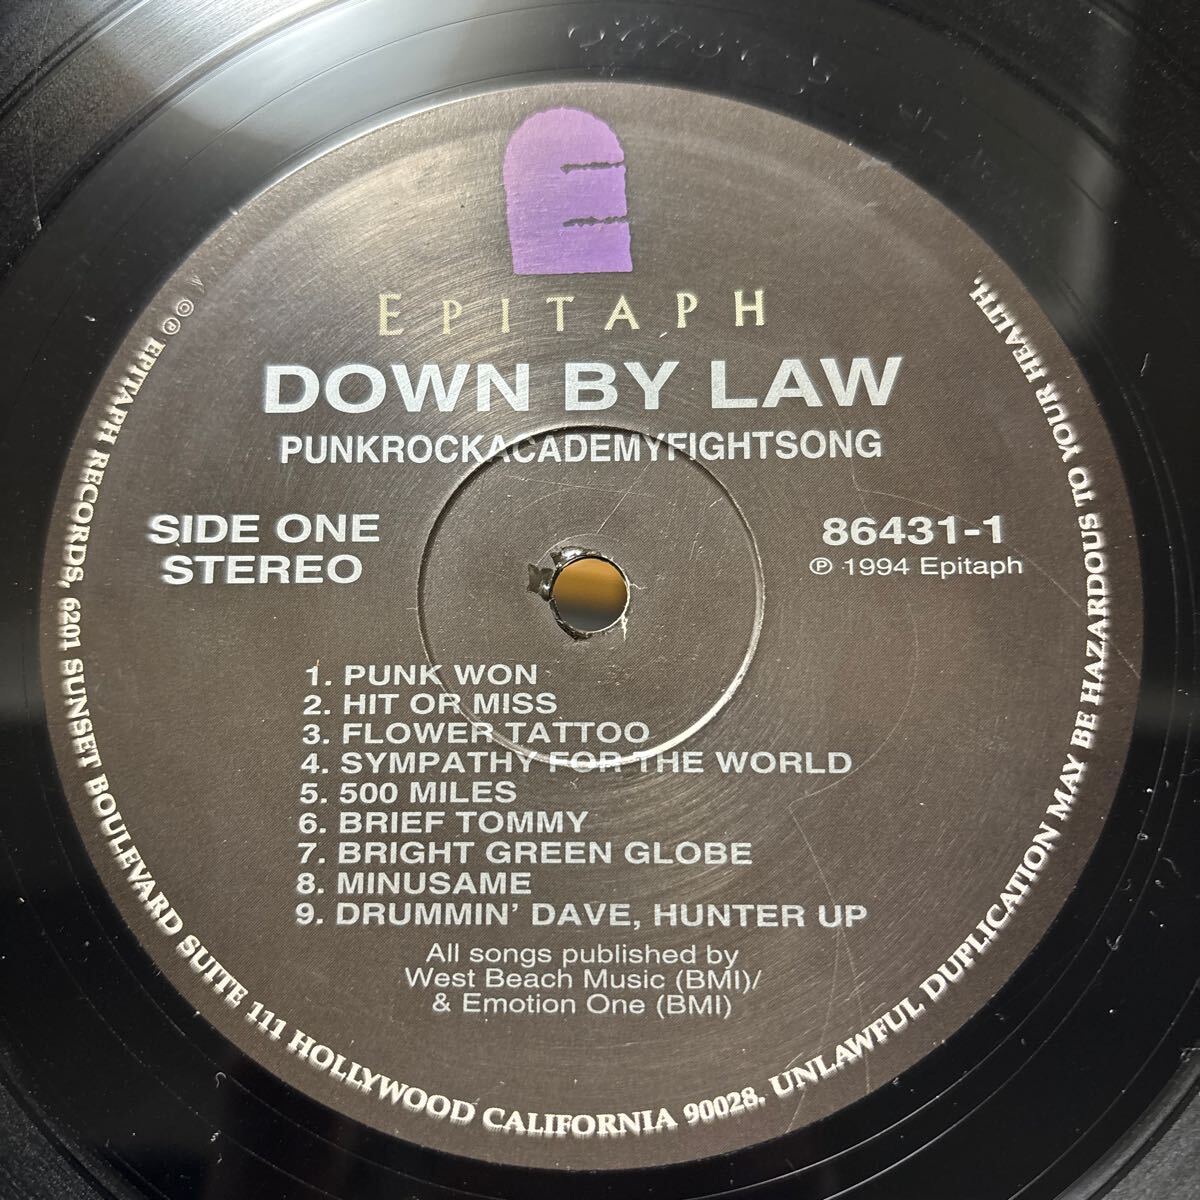 EPITAPH
DOWN BY LAW
PUNKROCKACADEMYFIGHTSONG
SIDE ONE
STEREO
86431-1
℗ 1994 Epitaph
1. PUNK WON
2. HIT OR MISS
3. FLOWER TATTOO
4. SYMPATHY FOR THE WORLD
5. 500 MILES
6. BRIEF TOMMY
7. BRIGHT GREEN GLOBE
8. MINUSAME
9. DRUMMIN' DAVE, HUNTER UP
All songs published by
West Beach Music (BMI)/
& Emotion One (BMI)
©℗ EPITAPH RECORDS, 6201 SUNSET BOULEVARD SUITE 111 HOLLYWOOD CALIFORNIA 90028. UNLAWFUL DUPLICATION MAY BE HAZARDOUS TO YOUR HEALTH.